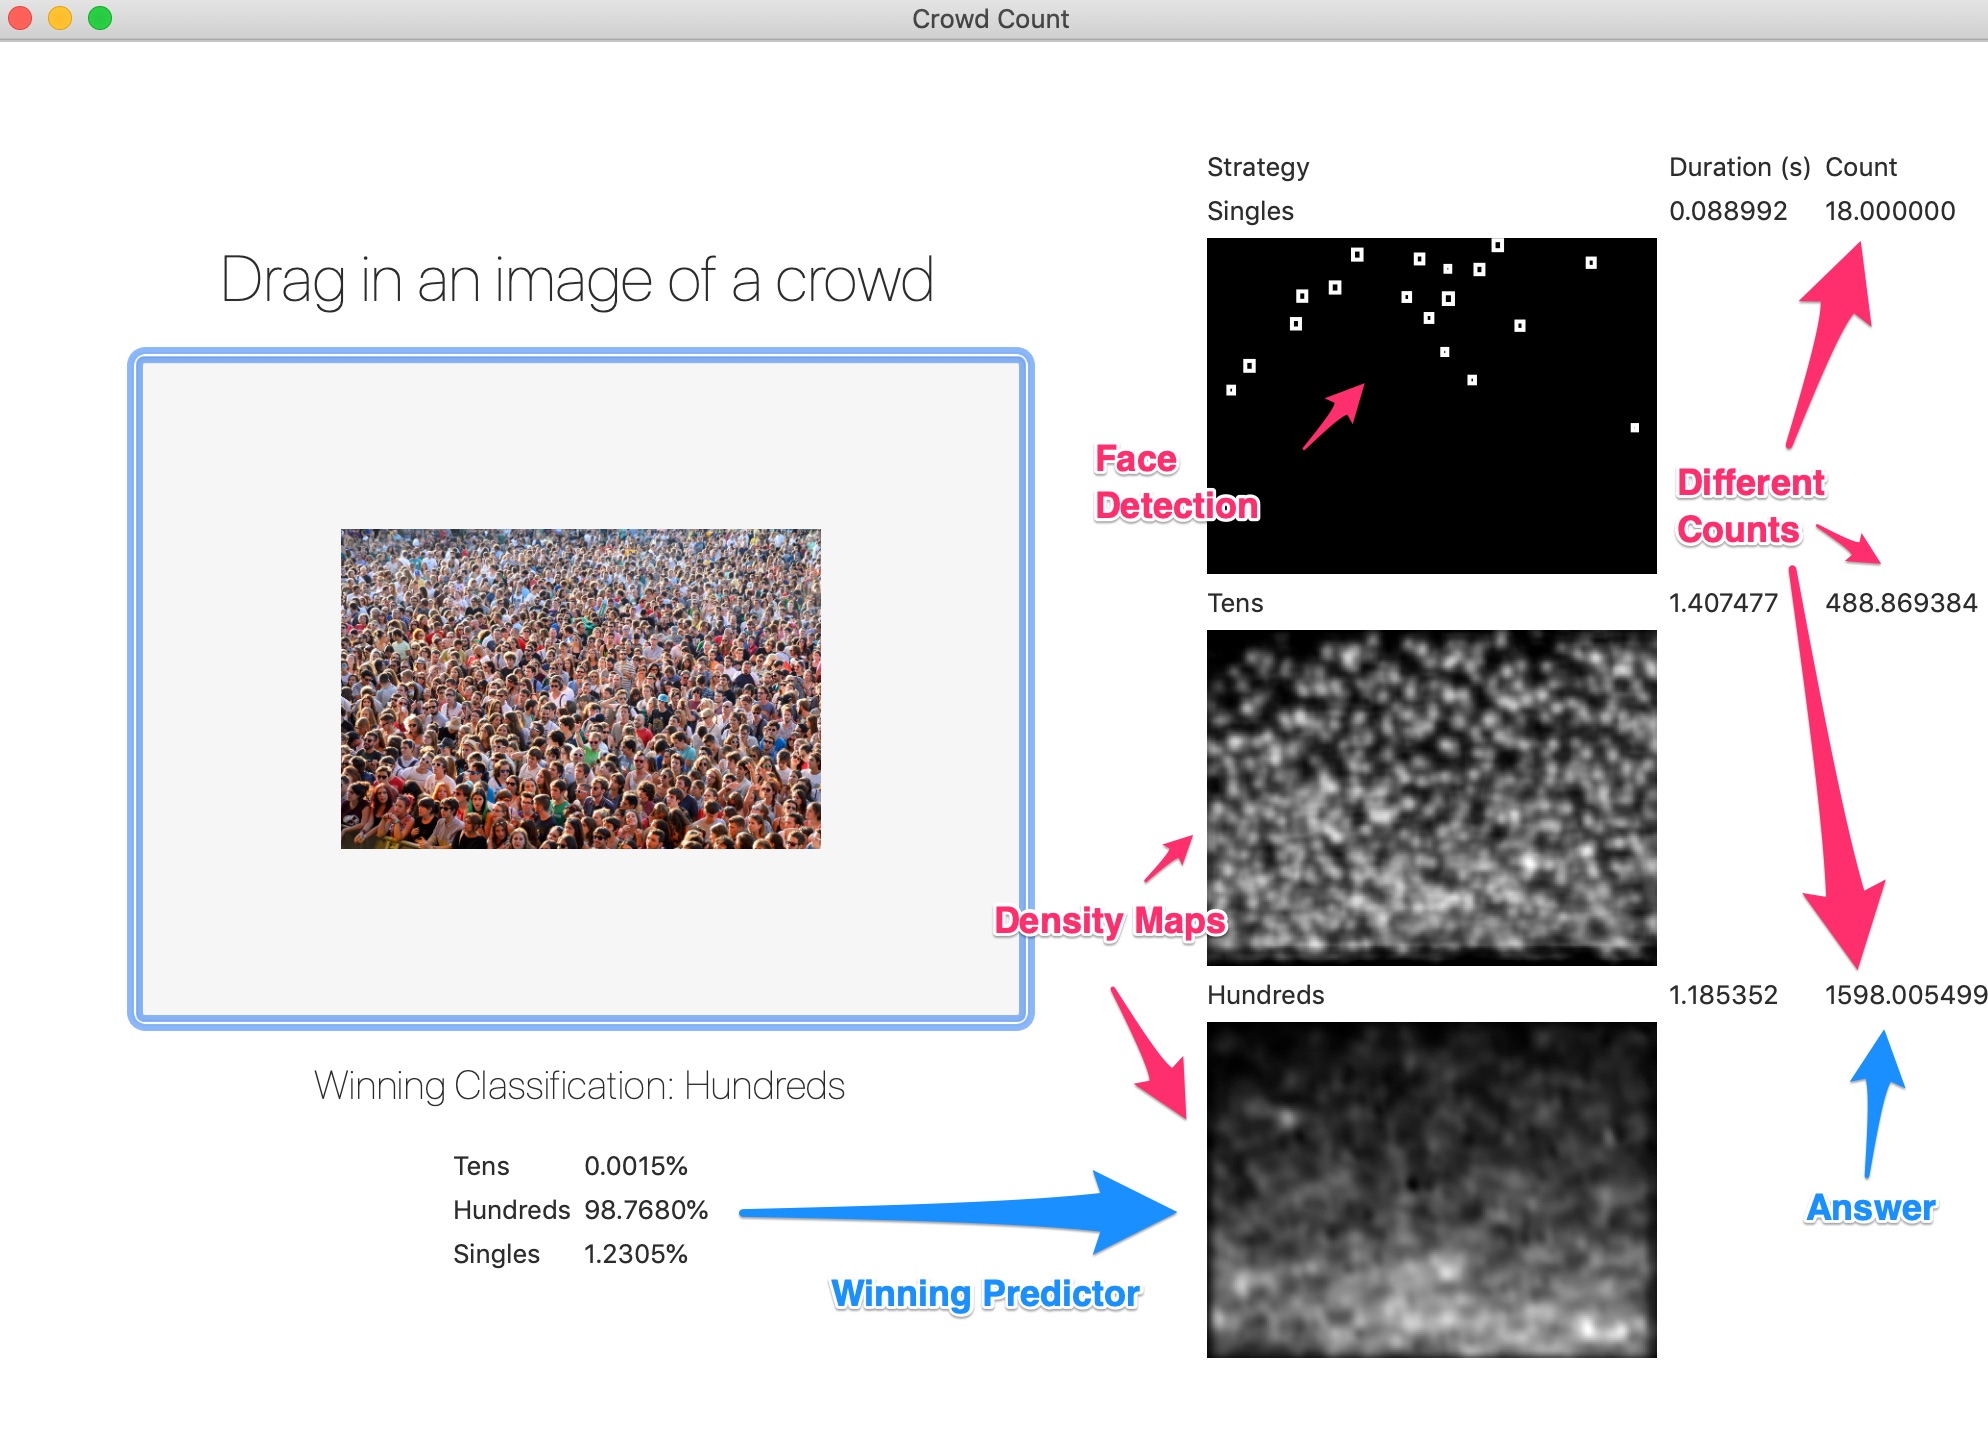 Crowd Count
Drag in an image of a crowd
Winning Classification: Hundreds
Tens 0.0015%
Hundreds 98.7680%
Singles 1.2305%
Winning Predictor
Strategy Duration (s) Count
Singles 0.088992 18.000000
Face
Detection
Different
Counts
Tens 1.407477 488.869384
Density Maps
Hundreds 1.185352 1598.005499
Answer